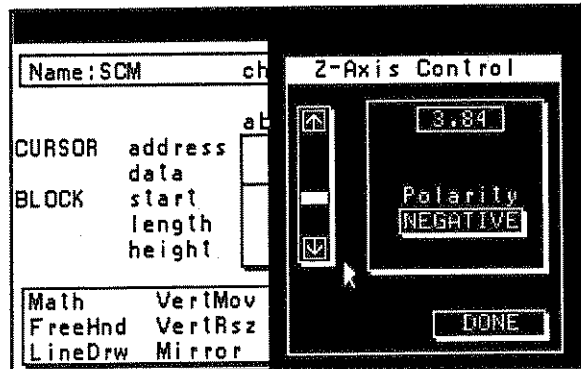 Name:SCM ch
ab
CURSOR address
data
BLOCK start
length
height
Math VertMov
FreeHnd VertRsz
LineDrw Mirror
Z-Axis Control
3.84
Polarity
NEGATIVE
DONE